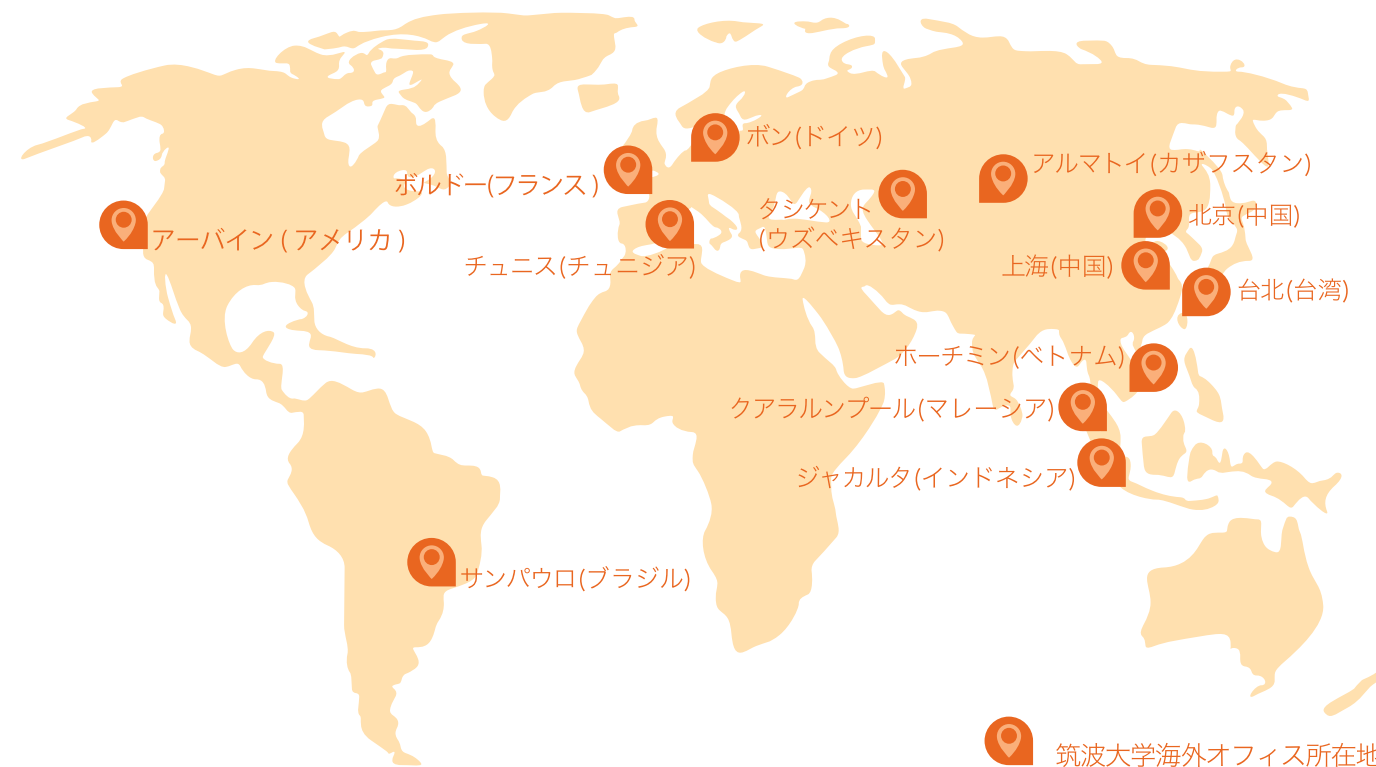 ボン(ドイツ)
アルマトイ(カザフスタン)
ボルドー(フランス)
タシケント
(ウズベキスタン)
北京(中国)
アーバイン(アメリカ)
チュニス(チュニジア)
上海(中国)
台北(台湾)
ホーチミン(ベトナム)
クアラルンプール(マレーシア)
ジャカルタ(インドネシア)
サンパウロ(ブラジル)
筑波大学海外オフィス所在地